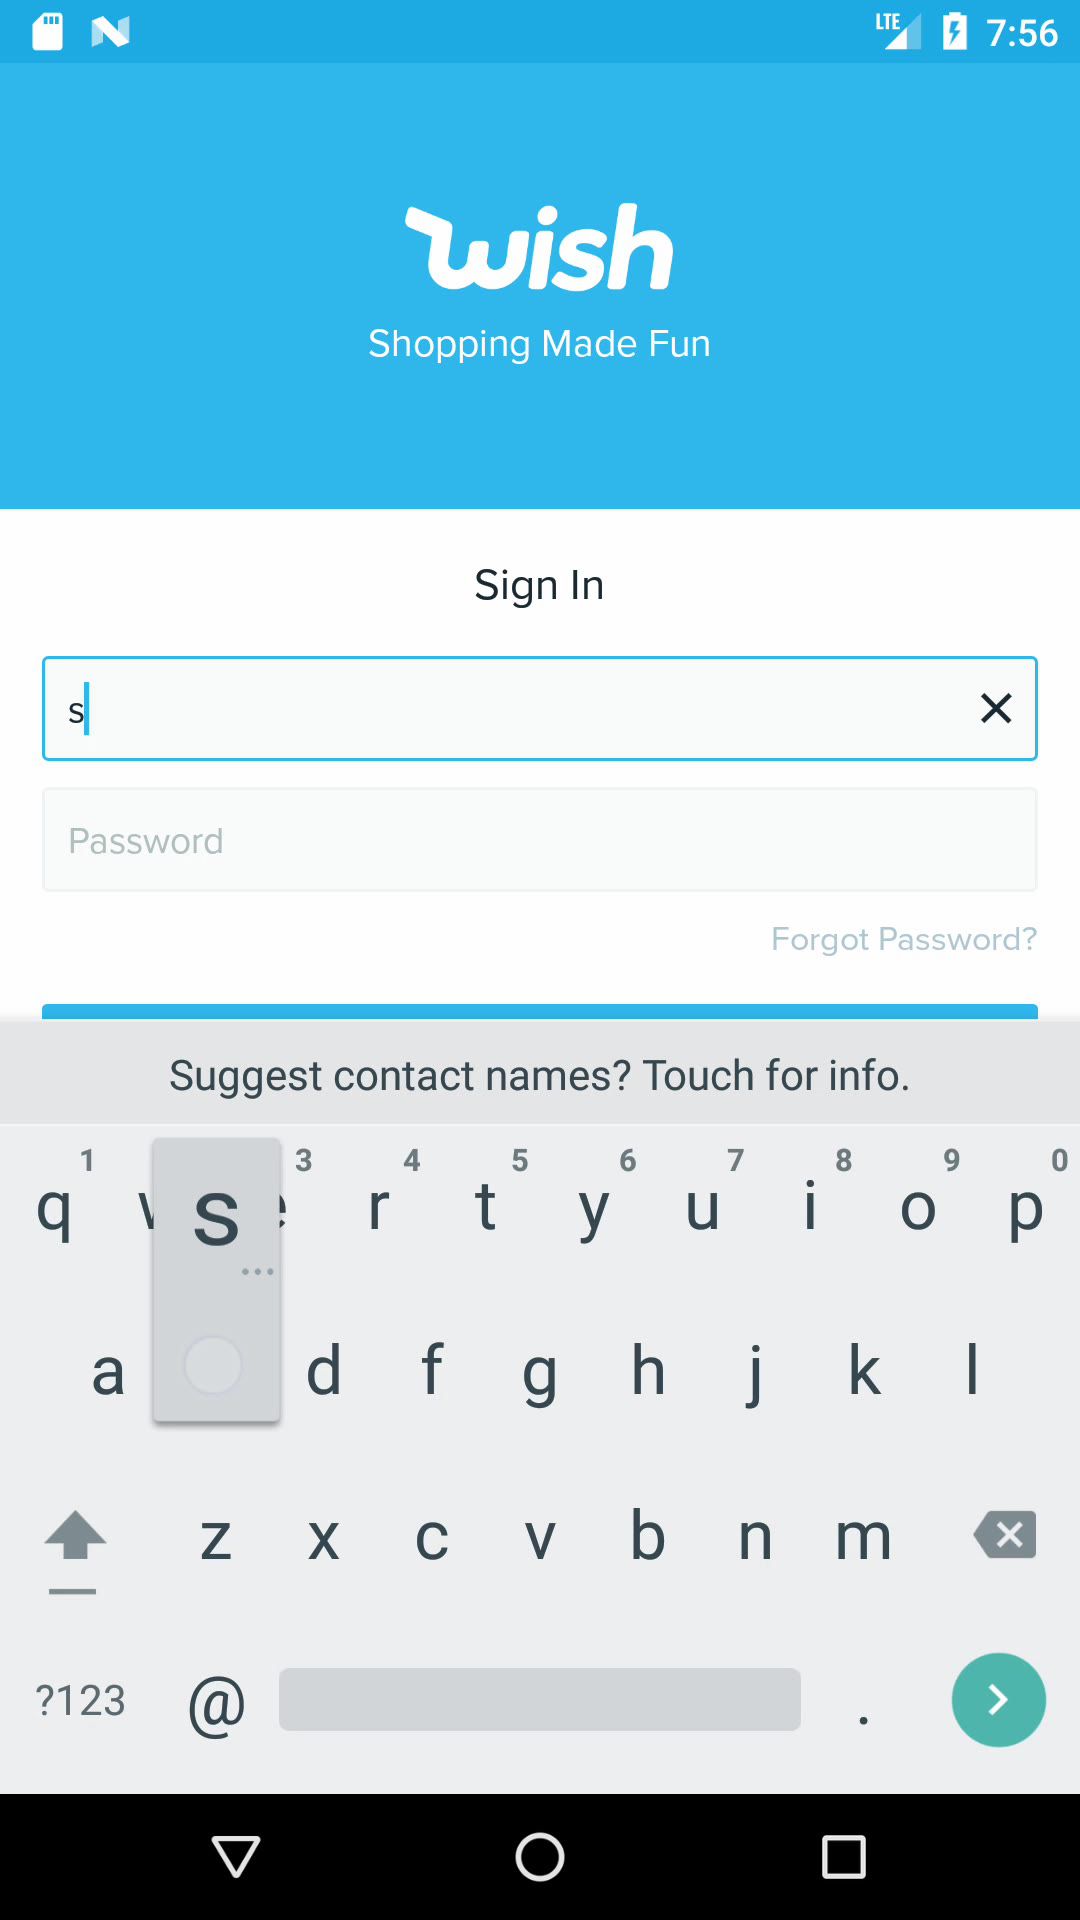 LTE 7:56
wish
Shopping Made Fun
Sign In
s
Password
Forgot Password?
Suggest contact names? Touch for info.
1 3 4 5 6 7 8 9 0
q w s e r t y u i o p
a d f g h j k l
z x c v b n m
?123 @ .